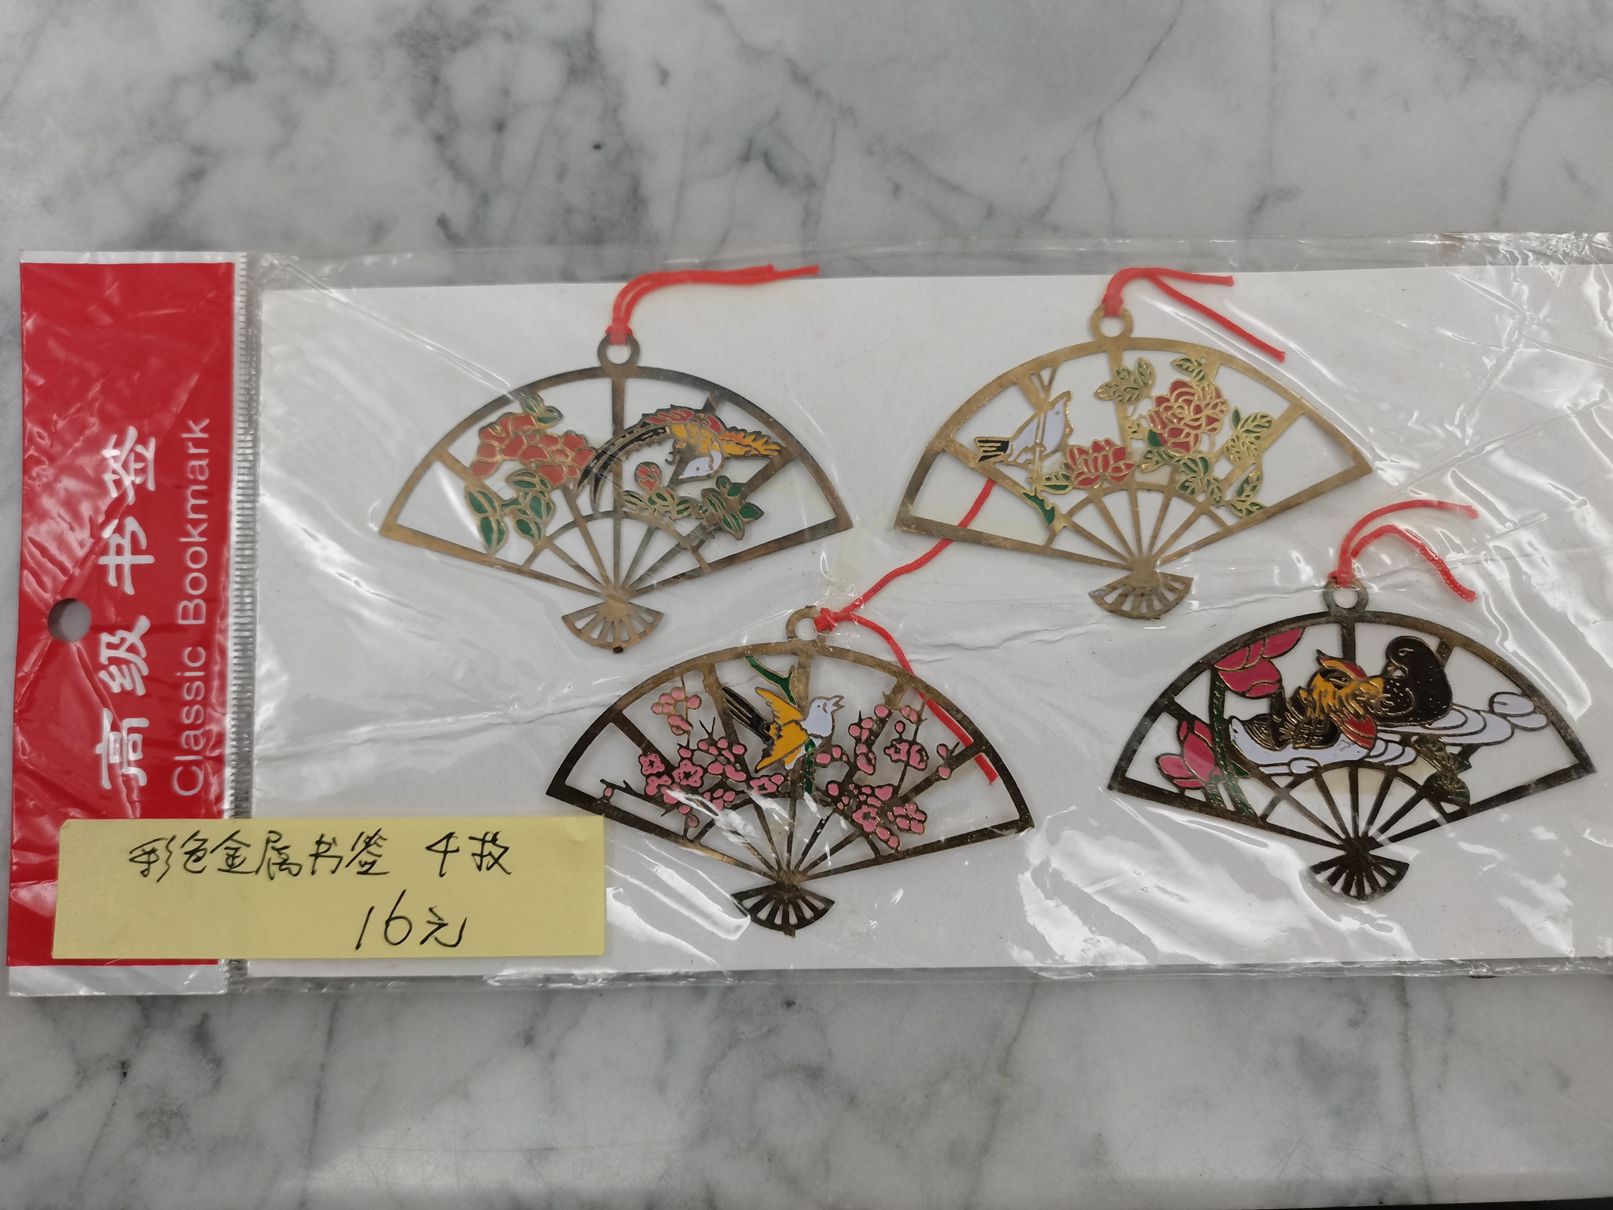 高级书签
Classic Bookmark
彩色金属书签 4枚
16元